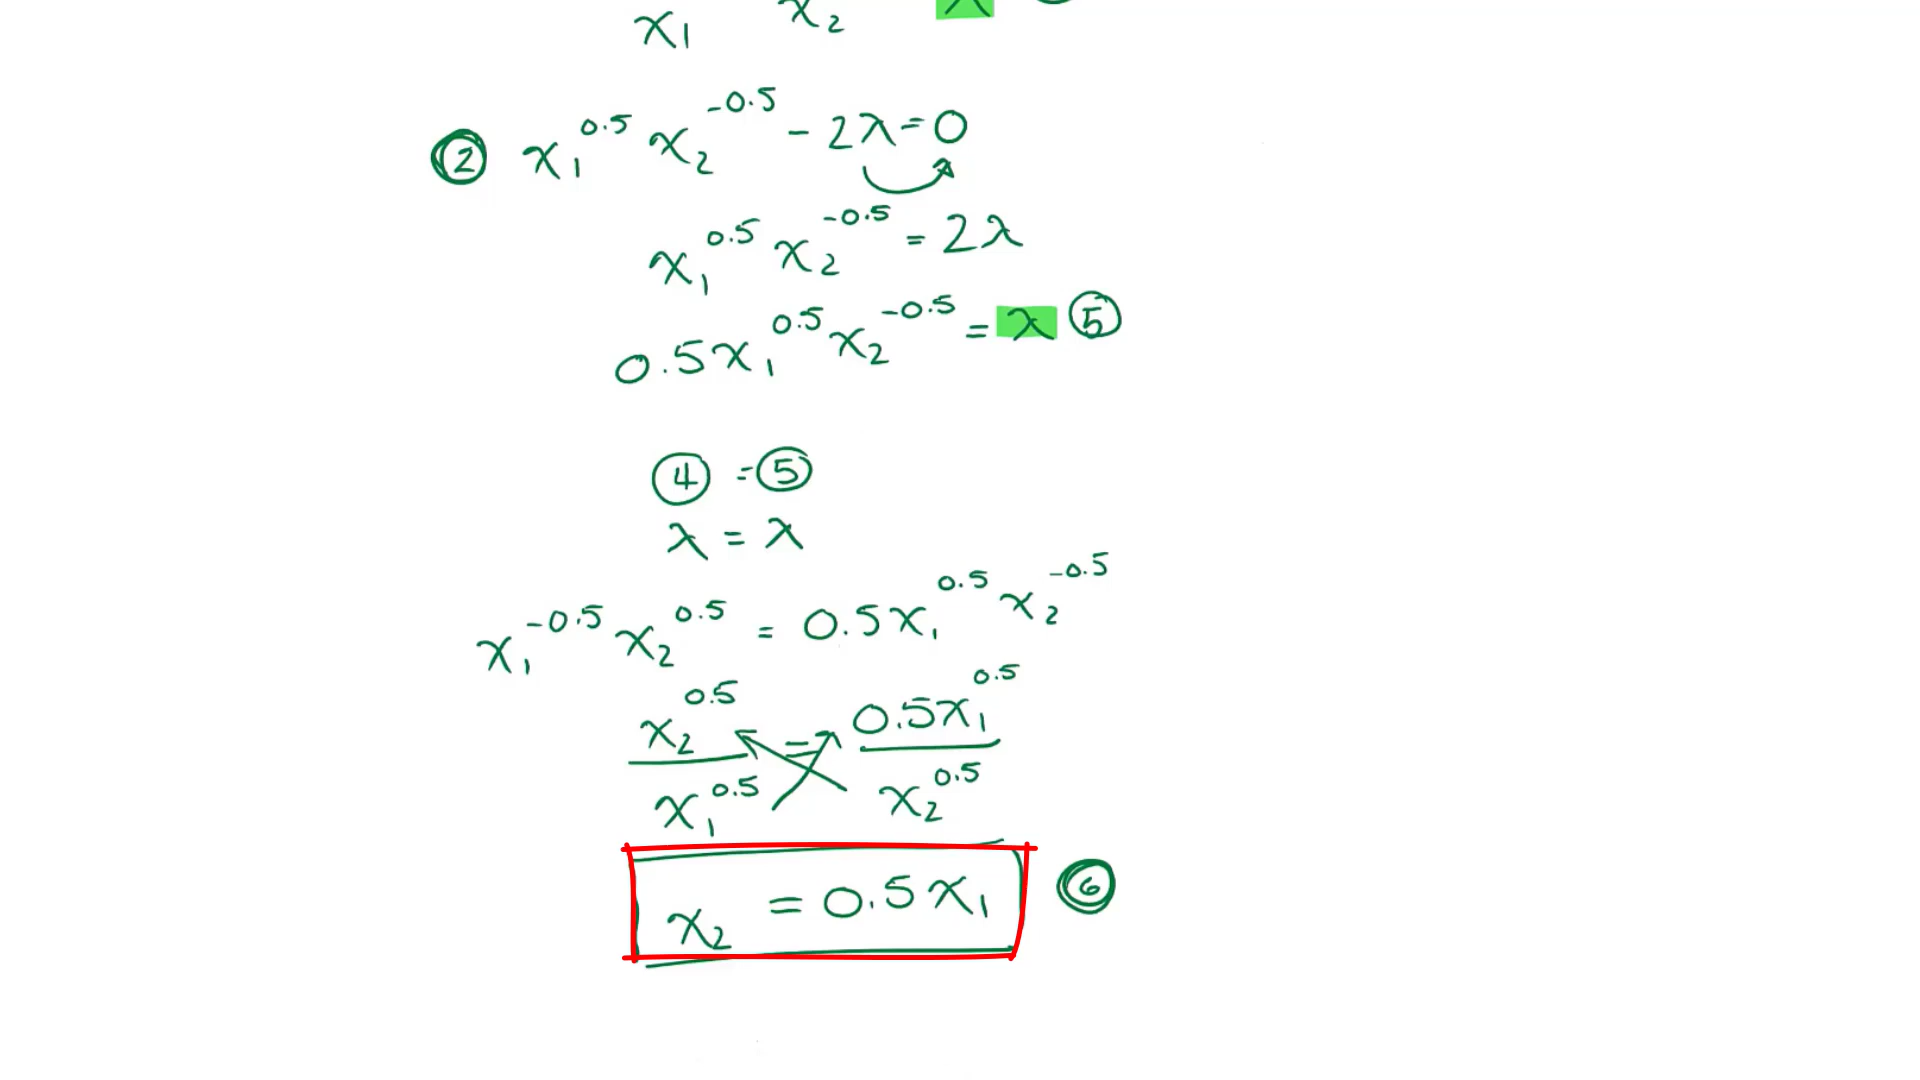 x₁ x₂ λ
② x₁^0.5 x₂^-0.5 - 2λ = 0
x₁^0.5 x₂^-0.5 = 2λ
0.5x₁^0.5 x₂^-0.5 = λ ⑤
④ = ⑤
λ = λ
x₁^-0.5 x₂^0.5 = 0.5x₁^0.5 x₂^-0.5
x₂^0.5 / x₁^0.5 = 0.5x₁^0.5 / x₂^0.5
x₂ = 0.5x₁ ⑥